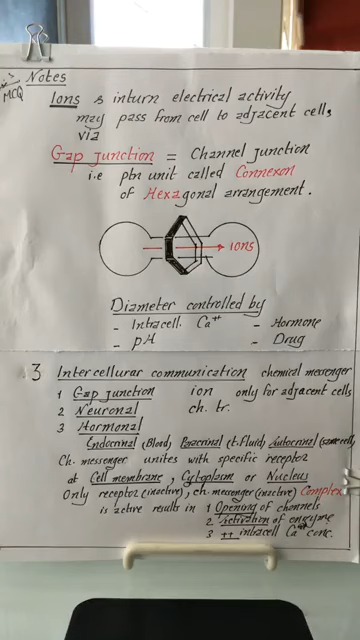 Notes
MCQ
Ions & inturn electrical activity
may pass from cell to adjacent cells,
via
Gap junction = Channel junction
i.e ptn unit called Connexon
of Hexagonal arrangement.
IONS
Diameter controlled by
- Intracell. Ca++ - Hormone
- pH - Drug
3 Intercellular communication chemical messenger
1 Gap junction ion only for adjacent cells
2 Neuronal ch. tr.
3 Hormonal
Endocrinal (Blood), Paracrinal (t.fluid), Autocrinal (same cell)
Ch. messenger unites with specific receptor
at Cell membrane, Cytoplasm or Nucleus
Only receptor (inactive), ch. messenger (inactive) Complex
is active results in 1 Opening of channels
2. Activation of enzyme
3 ++ intracell Ca++ conc.